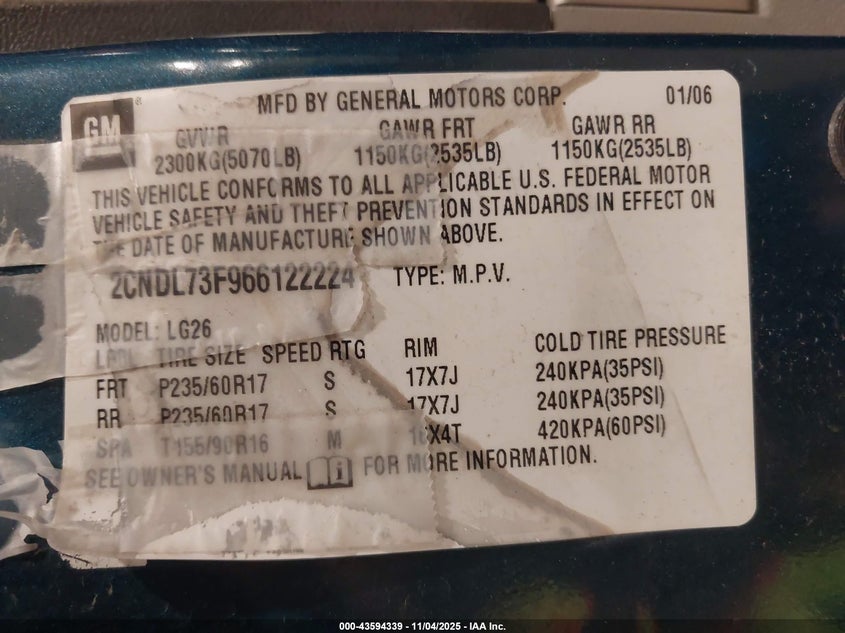 GM
MFD BY GENERAL MOTORS CORP. 01/06
GVWR GAWR FRT GAWR RR
2300KG(5070LB) 1150KG(2535LB) 1150KG(2535LB)
THIS VEHICLE CONFORMS TO ALL APPLICABLE U.S. FEDERAL MOTOR
VEHICLE SAFETY AND THEFT PREVENTION STANDARDS IN EFFECT ON
THE DATE OF MANUFACTURE SHOWN ABOVE.
2CNDL73F966122224 TYPE: M.P.V.
MODEL: LG26
TIRE SIZE SPEED RTG RIM COLD TIRE PRESSURE
FRT P235/60R17 S 17X7J 240KPA(35PSI)
RR P235/60R17 S 17X7J 240KPA(35PSI)
SPA T155/90R16 M 16X4T 420KPA(60PSI)
SEE OWNER'S MANUAL FOR MORE INFORMATION.
000-43594339 | 11/04/2025 - IAA Inc.